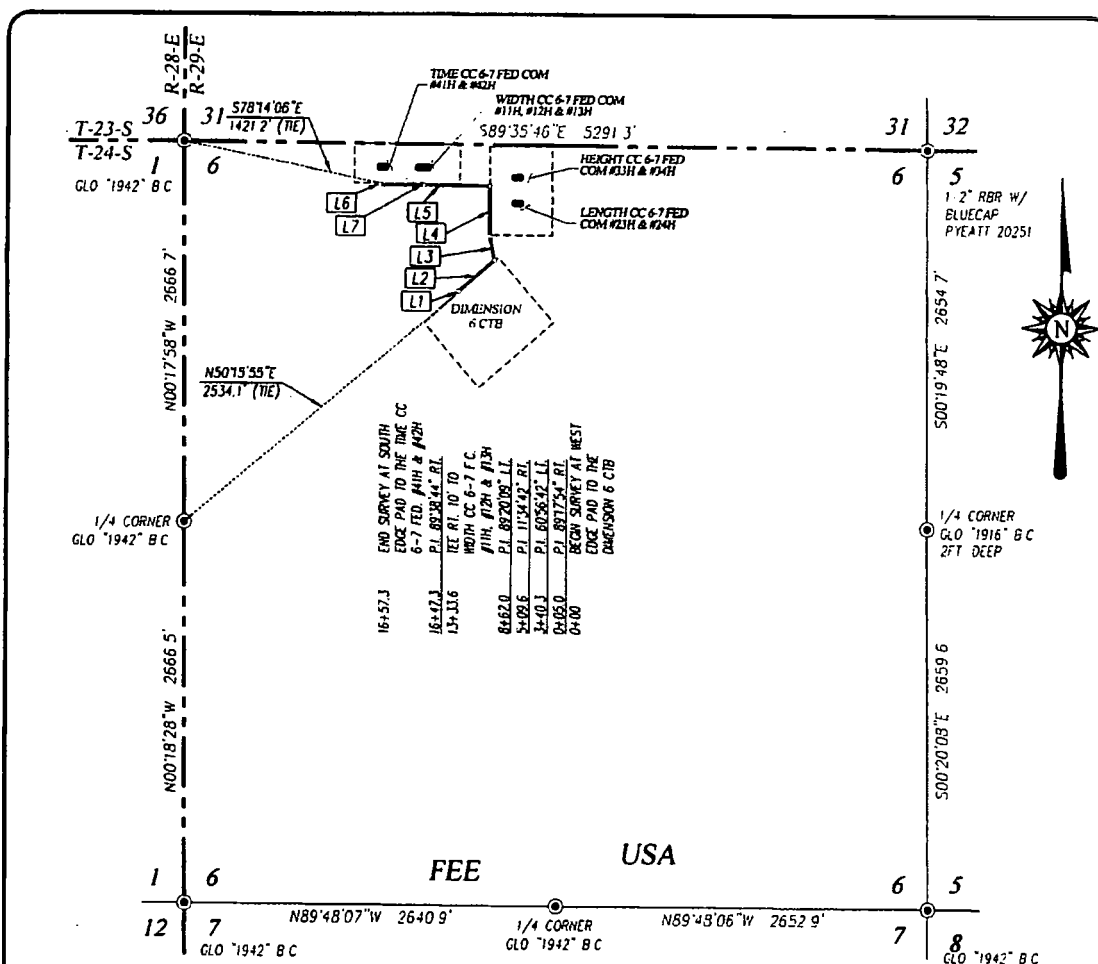 R-28-E
R-29-E
TIME CC 6-7 FED COM
#41H & #42H
WIDTH CC 6-7 FED COM
#11H, #12H & #13H
S78°14'06"E
1421 2' (TIE)
S89°35'46"E 5291 3'
36
31
31
32
T-23-S
T-24-S
1
6
6
5
GLO "1942" B C
HEIGHT CC 6-7 FED
COM #33H & #34H
LENGTH CC 6-7 FED
COM #23H & #24H
1 2" RBR W/
BLUECAP
PYEATT 20251
L6
L7
L5
L4
L3
L2
L1
DIMENSION
6 CTB
N
N00°17'58"W 2666 7'
S00°19'48"E 2654 7'
N50°15'55"E
2534.1' (TIE)
16+57.3 END SURVEY AT SOUTH
EDGE PAD TO THE TIME CC
6-7 FED. #41H & #42H
16+47.3 P.I. 89°38'44" RT.
13+33.6 TEE RT. 10' TO
WIDTH CC 6-7 F.C.
#11H, #12H & #13H
8+62.0 P.I. 89°20'09" LT.
5+09.6 P.I. 11°34'42" RT.
3+40.3 P.I. 60°56'42" LT.
0+05.0 P.I. 89°17'54" RT.
0+00 BEGIN SURVEY AT WEST
EDGE PAD TO THE
DIMENSION 6 CTB
1/4 CORNER
GLO "1942" B C
1/4 CORNER
GLO "1916" B C
2FT DEEP
N00°18'28"W 2666 5'
S00°20'08"E 2659 6
FEE
USA
1
6
6
5
12
7
7
8
N89°48'07"W 2640 9'
N89°43'06"W 2652 9'
1/4 CORNER
GLO "1942" B C
GLO "1942" B C
GLO "1942" B C